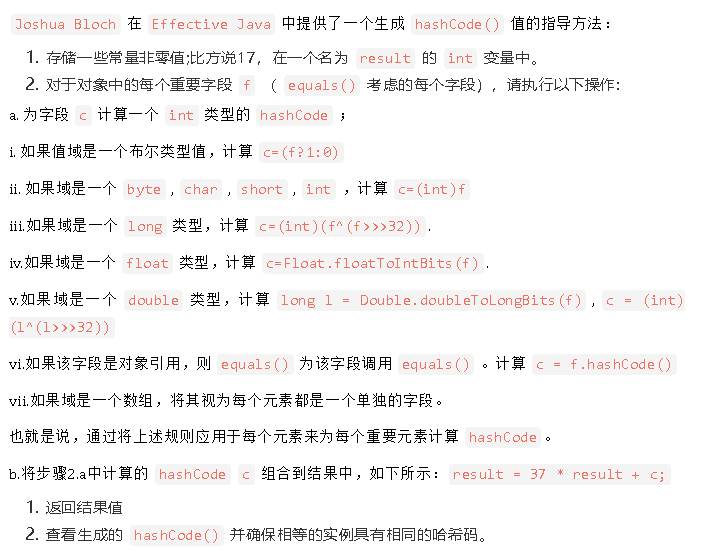 Joshua Bloch 在 Effective Java 中提供了一个生成 hashCode() 值的指导方法：
1. 存储一些常量非零值;比方说17，在一个名为 result 的 int 变量中。
2. 对于对象中的每个重要字段 f （ equals() 考虑的每个字段），请执行以下操作:
a. 为字段 c 计算一个 int 类型的 hashCode ；
i. 如果值域是一个布尔类型值，计算 c=(f?1:0)
ii. 如果域是一个 byte , char , short , int ，计算 c=(int)f
iii.如果域是一个 long 类型，计算 c=(int)(f^(f>>>32)) .
iv.如果域是一个 float 类型，计算 c=Float.floatToIntBits(f) .
v.如果域是一个 double 类型，计算 long l = Double.doubleToLongBits(f) , c = (int)
(l^(l>>>32))
vi.如果该字段是对象引用，则 equals() 为该字段调用 equals() 。计算 c = f.hashCode()
vii.如果域是一个数组，将其视为每个元素都是一个单独的字段。
也就是说，通过将上述规则应用于每个元素来为每个重要元素计算 hashCode 。
b.将步骤2.a中计算的 hashCode c 组合到结果中，如下所示： result = 37 * result + c;
1. 返回结果值
2. 查看生成的 hashCode() 并确保相等的实例具有相同的哈希码。